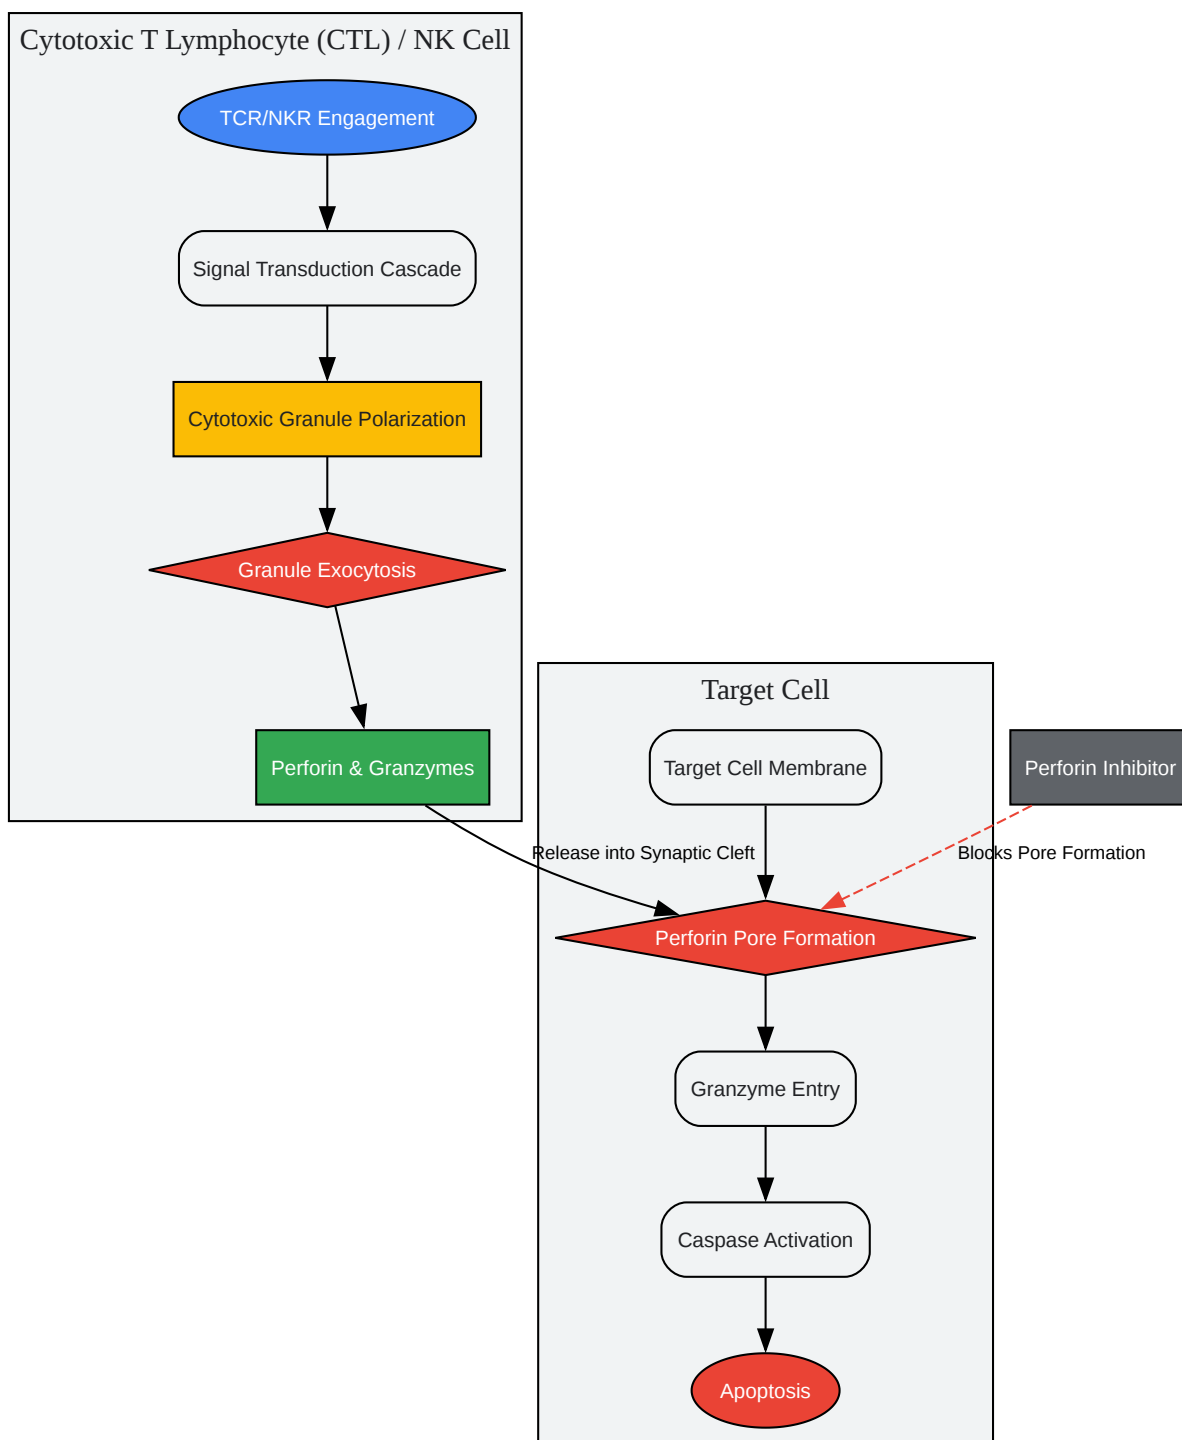 Cytotoxic T Lymphocyte (CTL) / NK Cell
TCR/NKR Engagement
Signal Transduction Cascade
Cytotoxic Granule Polarization
Granule Exocytosis
Perforin & Granzymes
Target Cell
Target Cell Membrane
Perforin Inhibitor
Release into Synaptic Cleft
Blocks Pore Formation
Perforin Pore Formation
Granzyme Entry
Caspase Activation
Apoptosis